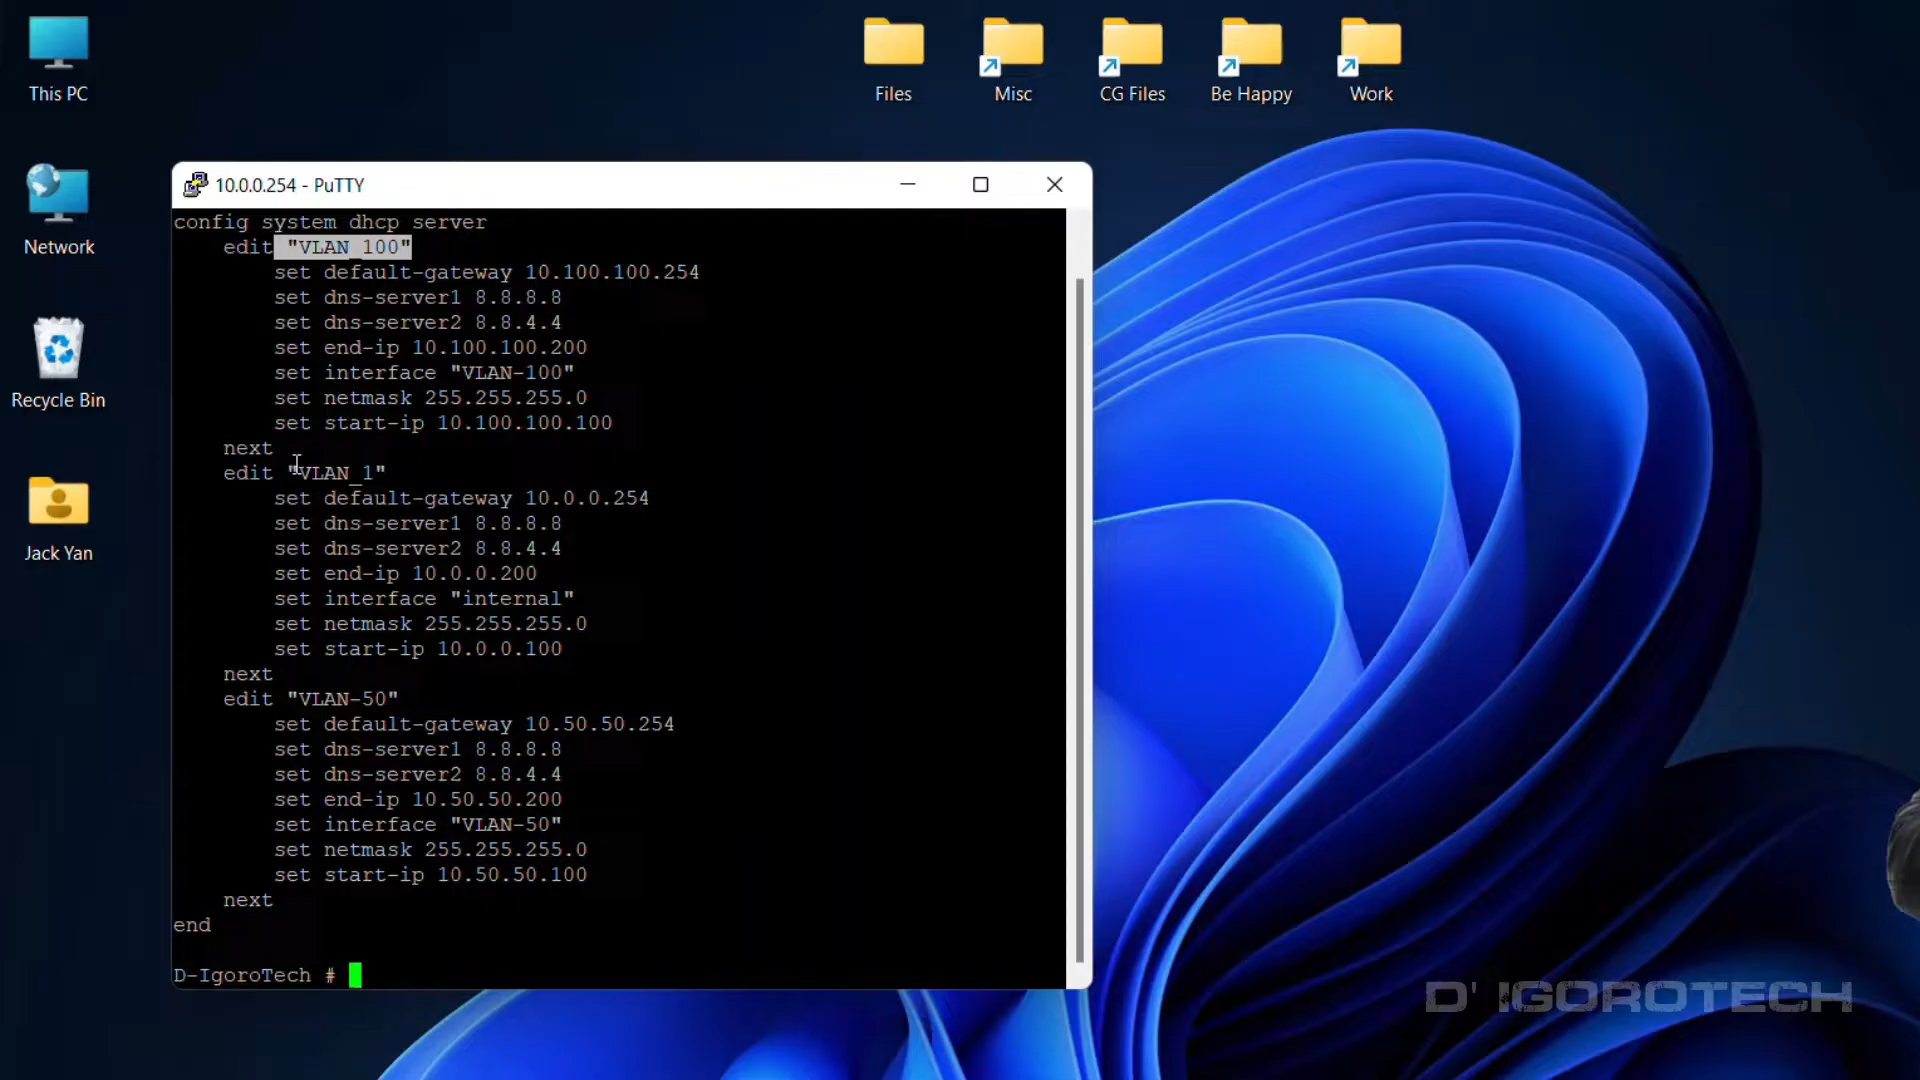 This PC
Files
Misc
CG Files
Be Happy
Work
Network
Recycle Bin
Jack Yan
10.0.0.254 - PuTTY
config system dhcp server
    edit "VLAN_100"
        set default-gateway 10.100.100.254
        set dns-server1 8.8.8.8
        set dns-server2 8.8.4.4
        set end-ip 10.100.100.200
        set interface "VLAN-100"
        set netmask 255.255.255.0
        set start-ip 10.100.100.100
    next
    edit "VLAN_1"
        set default-gateway 10.0.0.254
        set dns-server1 8.8.8.8
        set dns-server2 8.8.4.4
        set end-ip 10.0.0.200
        set interface "internal"
        set netmask 255.255.255.0
        set start-ip 10.0.0.100
    next
    edit "VLAN-50"
        set default-gateway 10.50.50.254
        set dns-server1 8.8.8.8
        set dns-server2 8.8.4.4
        set end-ip 10.50.50.200
        set interface "VLAN-50"
        set netmask 255.255.255.0
        set start-ip 10.50.50.100
    next
end
D-IgoroTech #
D' IGOROTECH